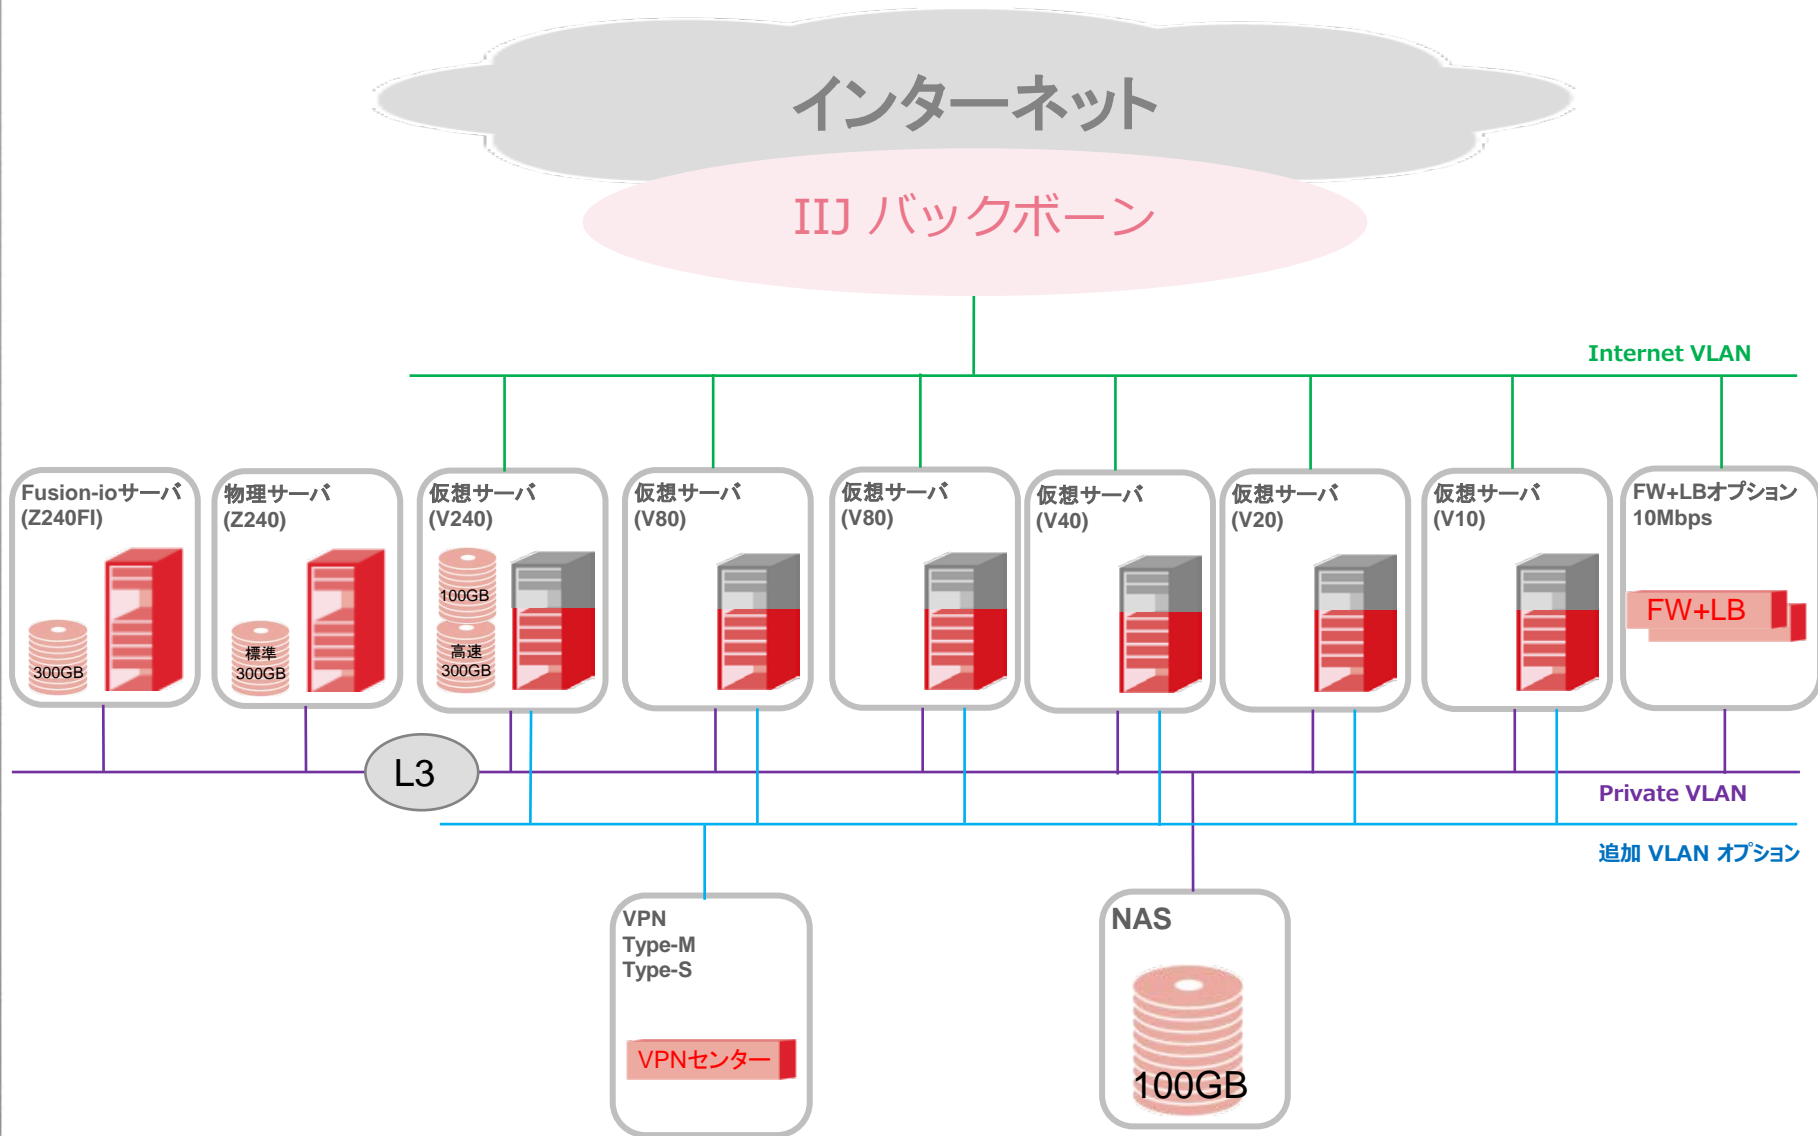 インターネット
IIJ バックボーン
Internet VLAN
Fusion-ioサーバ
(Z240FI)
300GB
物理サーバ
(Z240)
標準
300GB
仮想サーバ
(V240)
100GB
高速
300GB
仮想サーバ
(V80)
仮想サーバ
(V80)
仮想サーバ
(V40)
仮想サーバ
(V20)
仮想サーバ
(V10)
FW+LBオプション
10Mbps
FW+LB
L3
Private VLAN
追加 VLAN オプション
VPN
Type-M
Type-S
VPNセンター
NAS
100GB